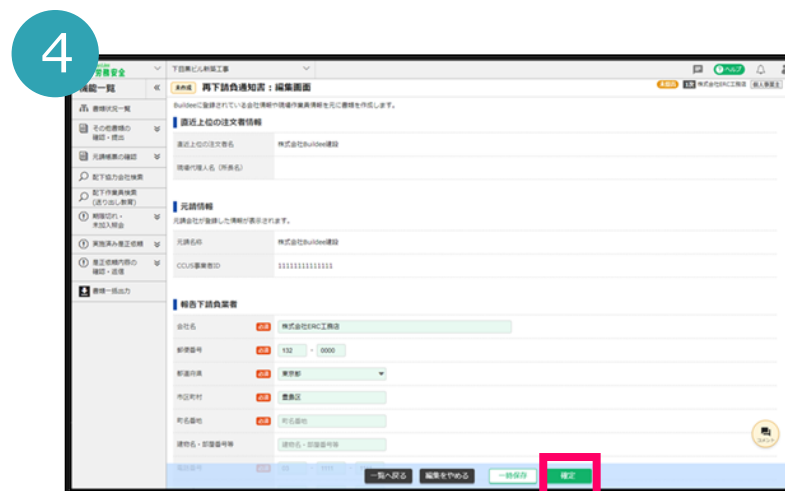 4
労務安全
下目黒ビル新築工事
ヘルプ
機能一覧
未作成 再下請負通知書：編集画面
1次 株式会社ERC工務店 個人事業主
Buildeeに登録されている会社情報や現場作業員情報を元に書類を作成します。
書類状況一覧
その他書類の
確認・提出
元請帳票の確認
配下協力会社検索
配下作業員検索
(送り出し教育)
期限切れ・
未加入照会
実施済み是正依頼
是正依頼内容の
確認・返信
書類一括出力
直近上位の注文者情報
直近上位の注文者名 株式会社Buildee建設
現場代理人名（所長名）
元請情報
元請会社が登録した情報が表示されます。
元請名称 株式会社Buildee建設
CCUS事業者ID 11111111111111
報告下請負業者
会社名 必須 株式会社ERC工務店
郵便番号 必須 132 - 0000
都道府県 必須 東京都
市区町村 必須 豊島区
町名番地 必須 町名番地
建物名・部屋番号等 建物名・部屋番号等
コメント
一覧へ戻る 編集をやめる 一時保存 確定